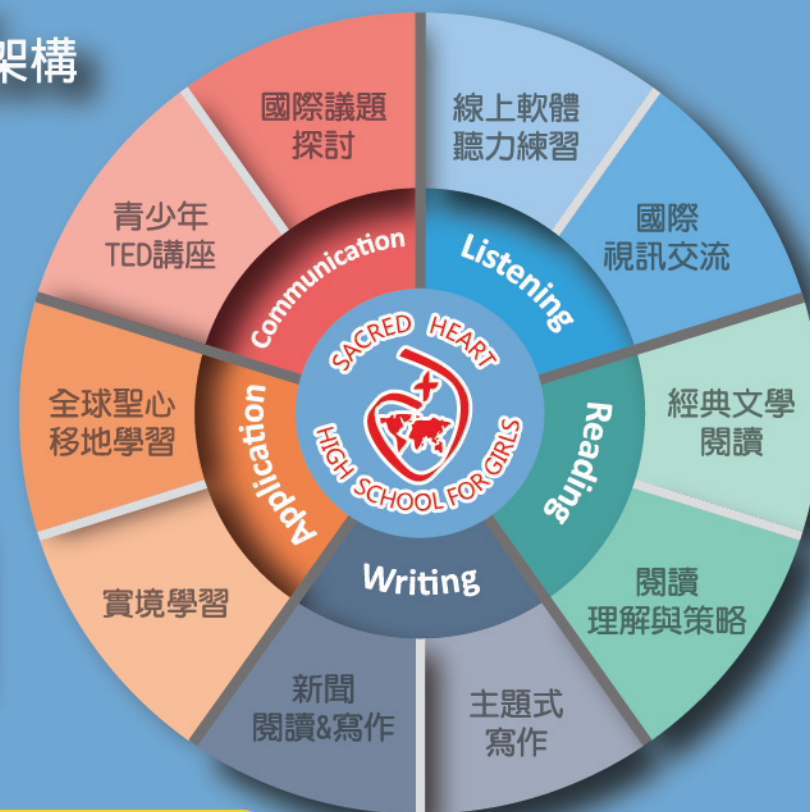 架構
國際議題
探討
線上軟體
聽力練習
青少年
TED講座
國際
視訊交流
Communication
Listening
SACRED HEART
HIGH SCHOOL FOR GIRLS
全球聖心
移地學習
Application
Reading
經典文學
閱讀
實境學習
Writing
閱讀
理解與策略
新聞
閱讀&寫作
主題式
寫作